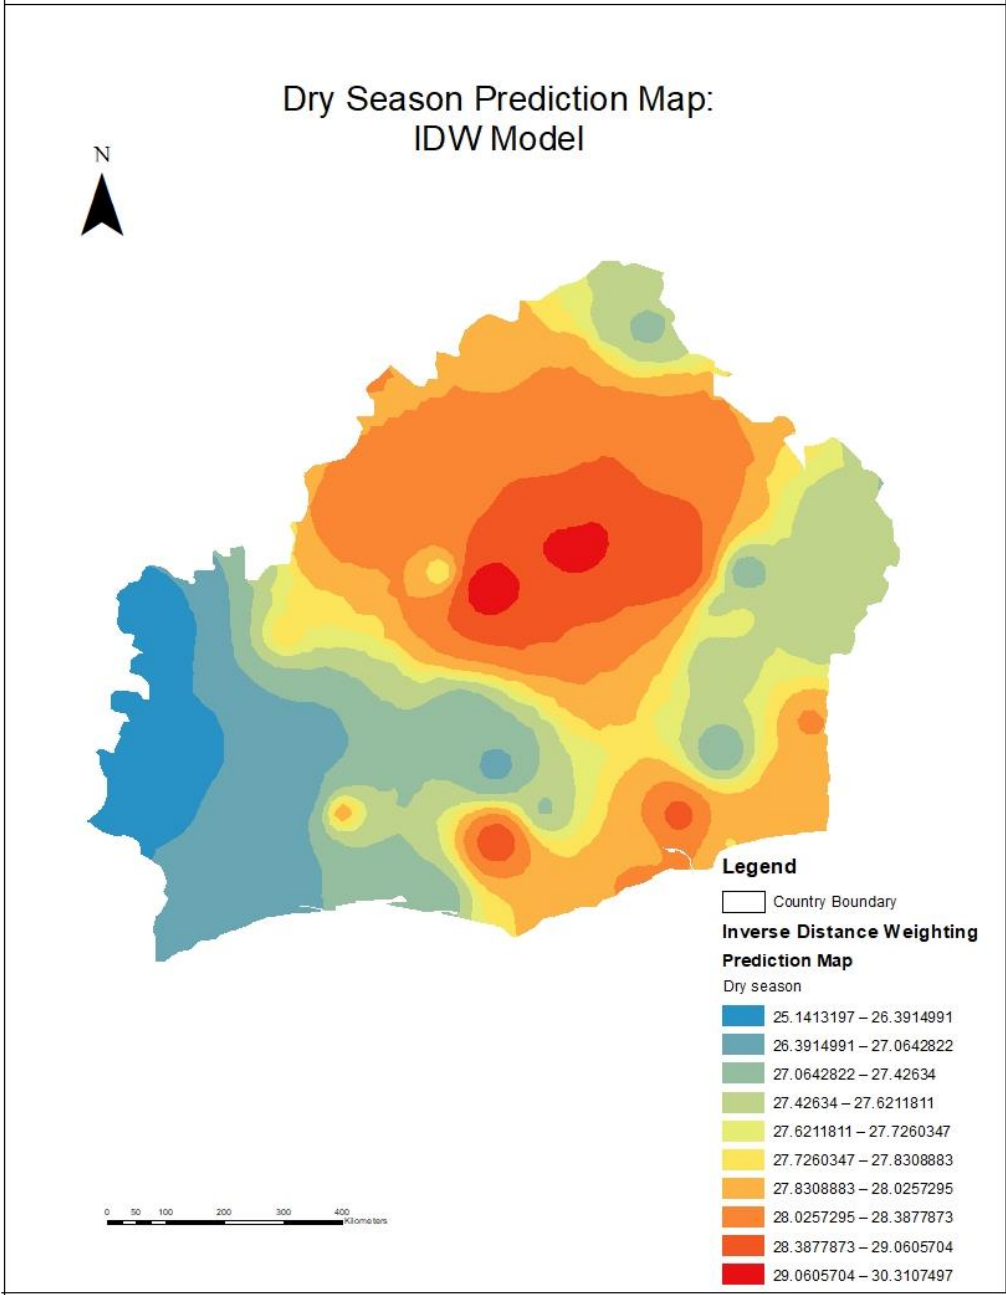 Dry Season Prediction Map:
IDW Model
N
Legend
Country Boundary
Inverse Distance Weighting
Prediction Map
Dry season
25.1413197 – 26.3914991
26.3914991 – 27.0642822
27.0642822 – 27.42634
27.42634 – 27.6211811
27.6211811 – 27.7260347
27.7260347 – 27.8308883
27.8308883 – 28.0257295
28.0257295 – 28.3877873
28.3877873 – 29.0605704
29.0605704 – 30.3107497
0 50 100 200 300 400
Kilometers